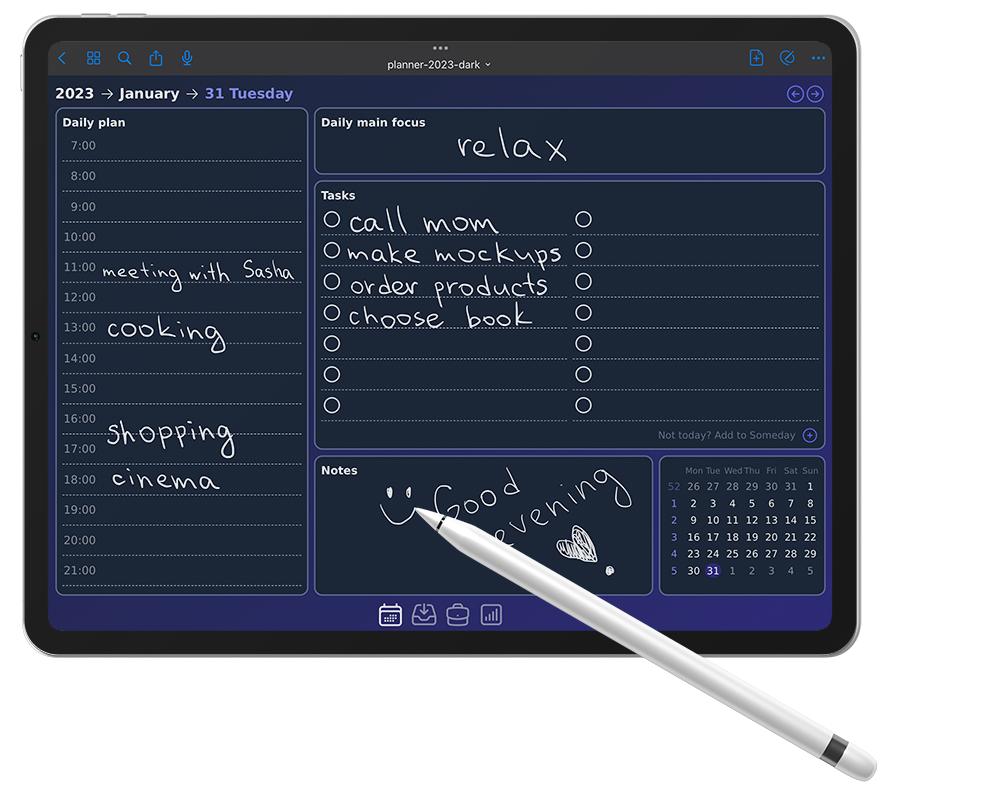 planner-2023-dark
2023 → January → 31 Tuesday
Daily plan
7:00
8:00
9:00
10:00
11:00 meeting with Sasha
12:00
13:00 cooking
14:00
15:00
16:00 shopping
17:00
18:00 cinema
19:00
20:00
21:00
Daily main focus
relax
Tasks
call mom
make mockups
order products
choose book
Not today? Add to Someday
Notes
Good
evening
Mon Tue Wed Thu Fri Sat Sun
52 26 27 28 29 30 31 1
1 2 3 4 5 6 7 8
2 9 10 11 12 13 14 15
3 16 17 18 19 20 21 22
4 23 24 25 26 27 28 29
5 30 31 1 2 3 4 5